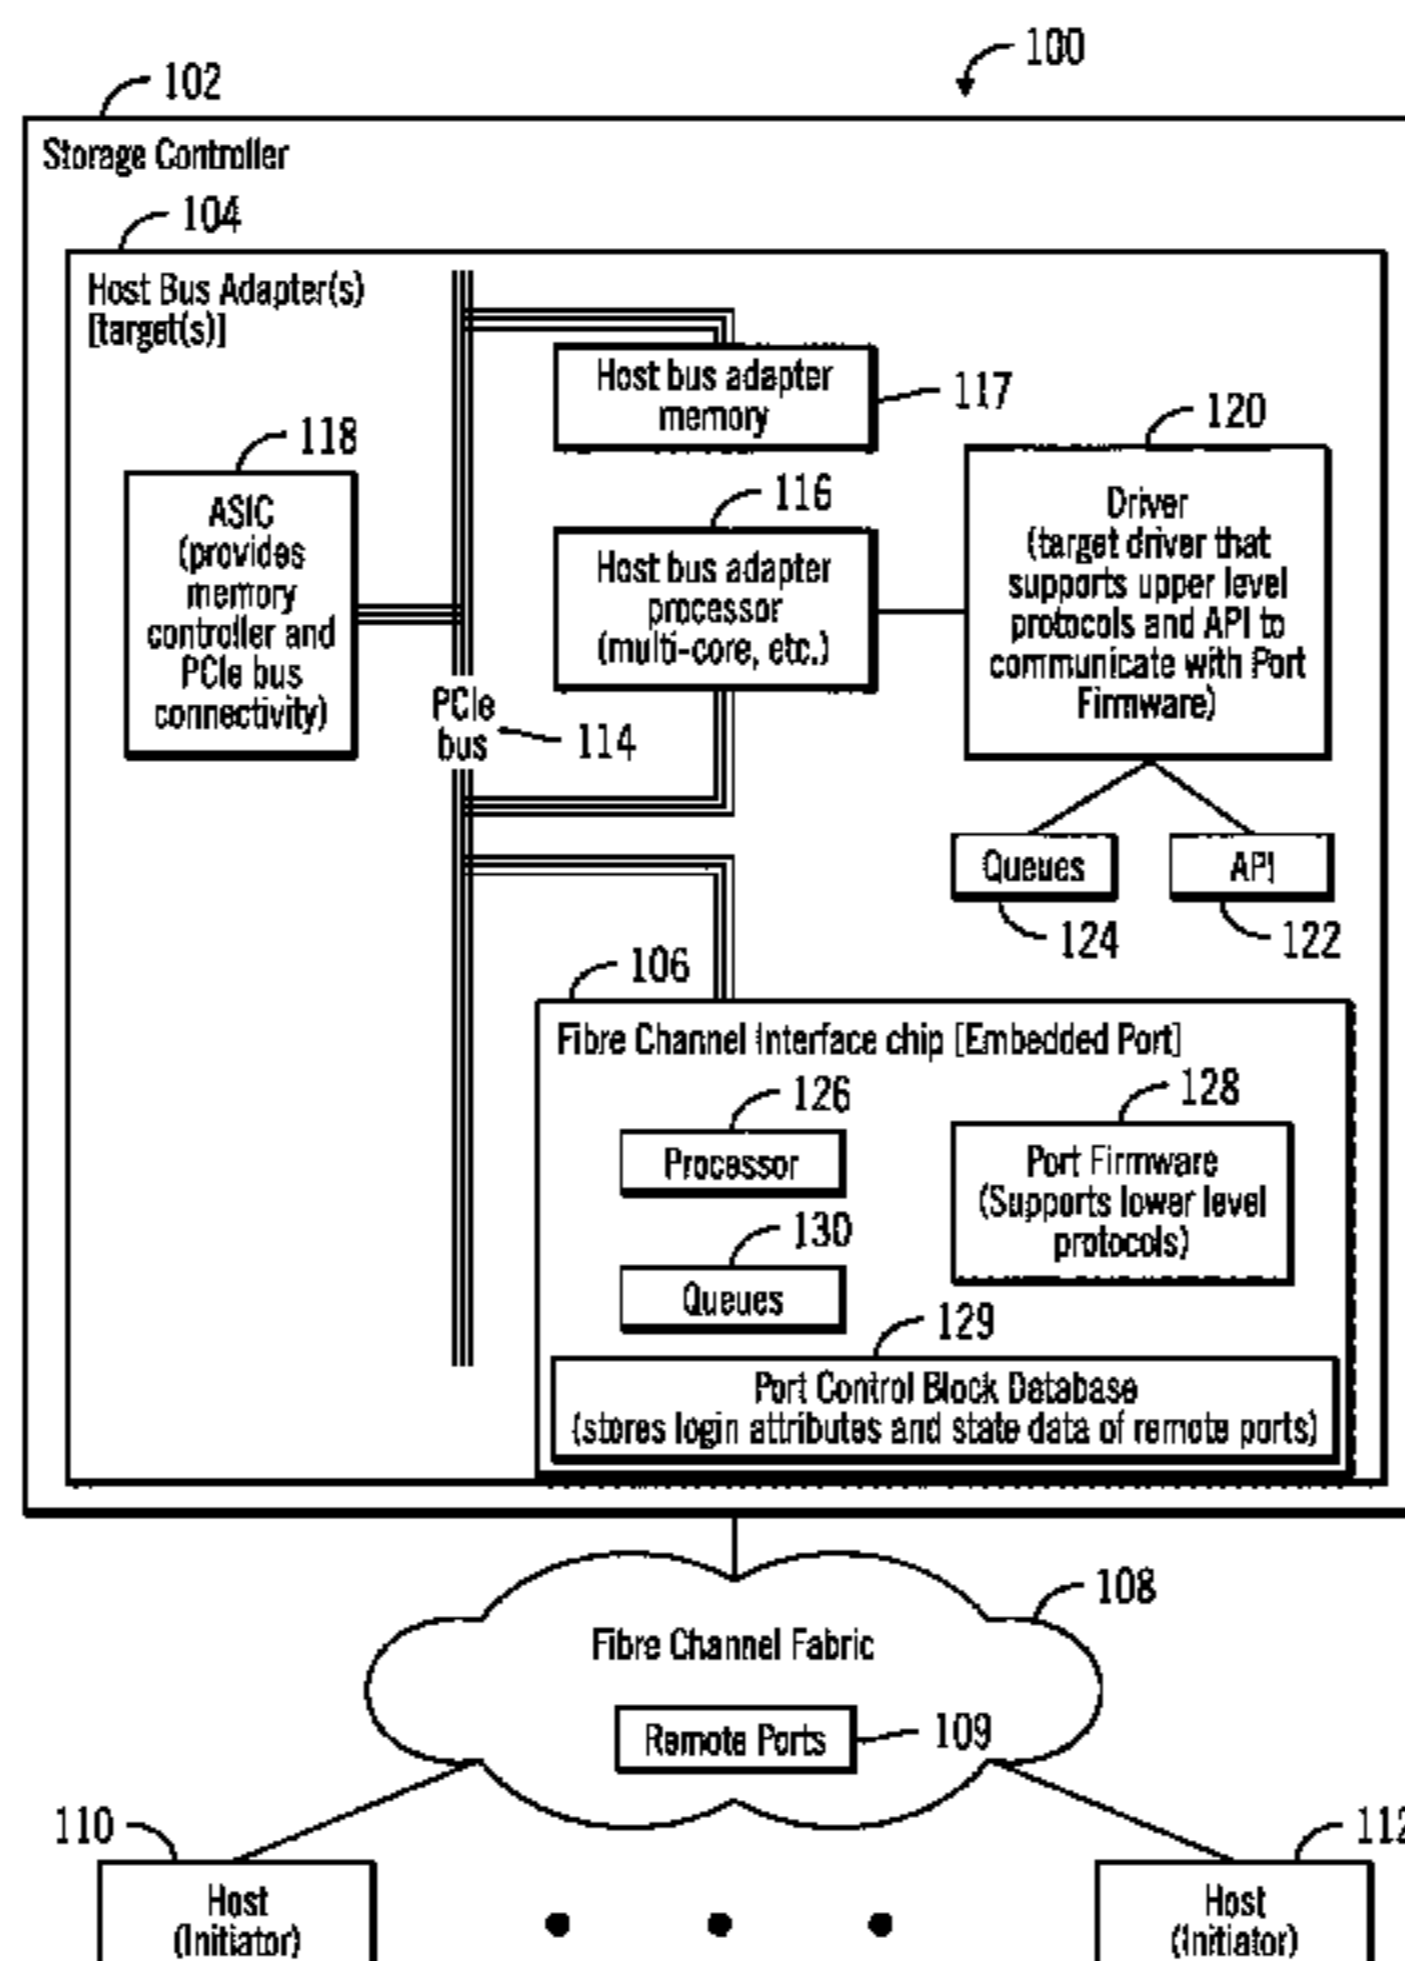 100
102
Storage Controller
104
Host Bus Adapter(s)
[target(s)]
Host bus adapter
memory
117
118
ASIC
(provides
memory
controller and
PCIe bus
connectivity)
116
Host bus adapter
processor
(multi-core, etc.)
120
Driver
(target driver that
supports upper level
protocols and API to
communicate with Port
Firmware)
PCIe
bus
114
Queues
124
API
122
106
Fibre Channel Interface chip [Embedded Port]
126
Processor
128
Port Firmware
(Supports lower level
protocols)
130
Queues
129
Port Control Block Database
(stores login attributes and state data of remote ports)
108
Fibre Channel Fabric
Remote Ports
109
110
Host
(Initiator)
112
Host
(Initiator)